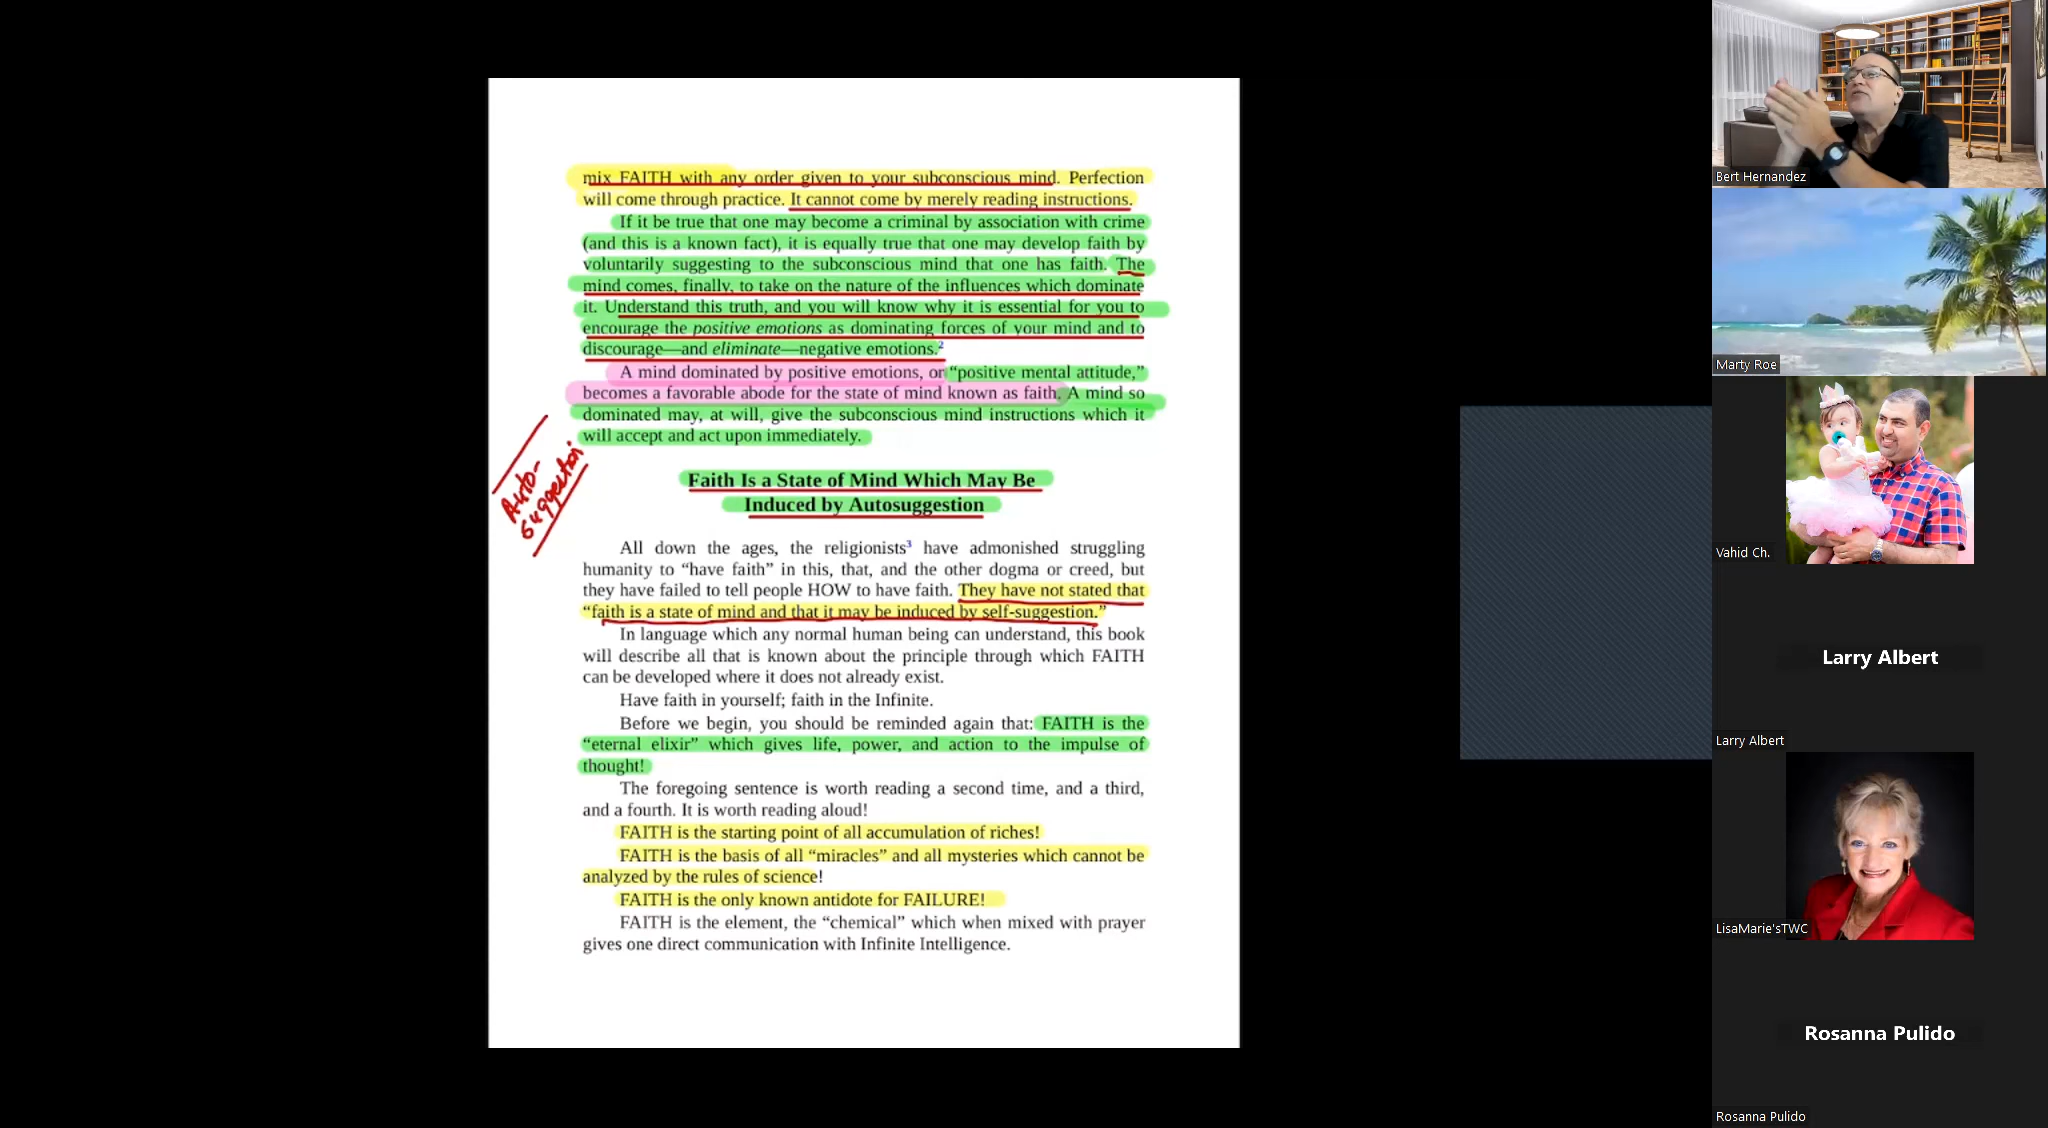 mix FAITH with any order given to your subconscious mind. Perfection
will come through practice. It cannot come by merely reading instructions.
If it be true that one may become a criminal by association with crime
(and this is a known fact), it is equally true that one may develop faith by
voluntarily suggesting to the subconscious mind that one has faith. The
mind comes, finally, to take on the nature of the influences which dominate
it. Understand this truth, and you will know why it is essential for you to
encourage the positive emotions as dominating forces of your mind and to
discourage—and eliminate—negative emotions.2
A mind dominated by positive emotions, or “positive mental attitude,”
becomes a favorable abode for the state of mind known as faith. A mind so
dominated may, at will, give the subconscious mind instructions which it
will accept and act upon immediately.
Auto-
suggestion
Faith Is a State of Mind Which May Be
Induced by Autosuggestion
All down the ages, the religionists3 have admonished struggling
humanity to “have faith” in this, that, and the other dogma or creed, but
they have failed to tell people HOW to have faith. They have not stated that
“faith is a state of mind and that it may be induced by self-suggestion.”
In language which any normal human being can understand, this book
will describe all that is known about the principle through which FAITH
can be developed where it does not already exist.
Have faith in yourself; faith in the Infinite.
Before we begin, you should be reminded again that: FAITH is the
“eternal elixir” which gives life, power, and action to the impulse of
thought!
The foregoing sentence is worth reading a second time, and a third,
and a fourth. It is worth reading aloud!
FAITH is the starting point of all accumulation of riches!
FAITH is the basis of all “miracles” and all mysteries which cannot be
analyzed by the rules of science!
FAITH is the only known antidote for FAILURE!
FAITH is the element, the “chemical” which when mixed with prayer
gives one direct communication with Infinite Intelligence.
Bert Hernandez
Marty Roe
Vahid Ch.
Larry Albert
Larry Albert
LisaMarie'sTWC
Rosanna Pulido
Rosanna Pulido